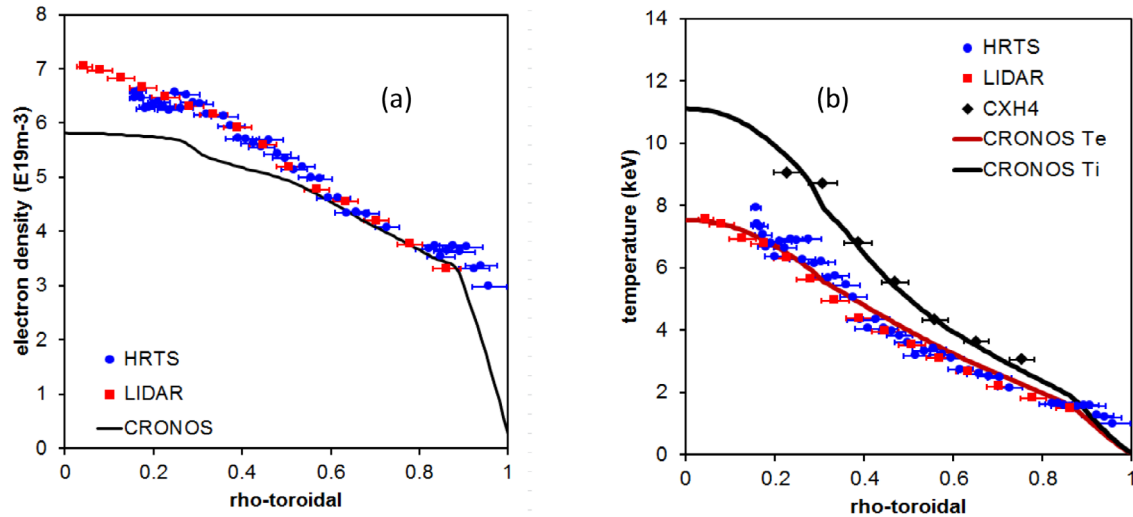 8
7
6
5
4
3
2
1
0
electron density (E19m-3)
(a)
HRTS
LIDAR
CRONOS
0 0.2 0.4 0.6 0.8 1
rho-toroidal
14
12
10
8
6
4
2
0
temperature (keV)
(b)
HRTS
LIDAR
CXH4
CRONOS Te
CRONOS Ti
0 0.2 0.4 0.6 0.8 1
rho-toroidal